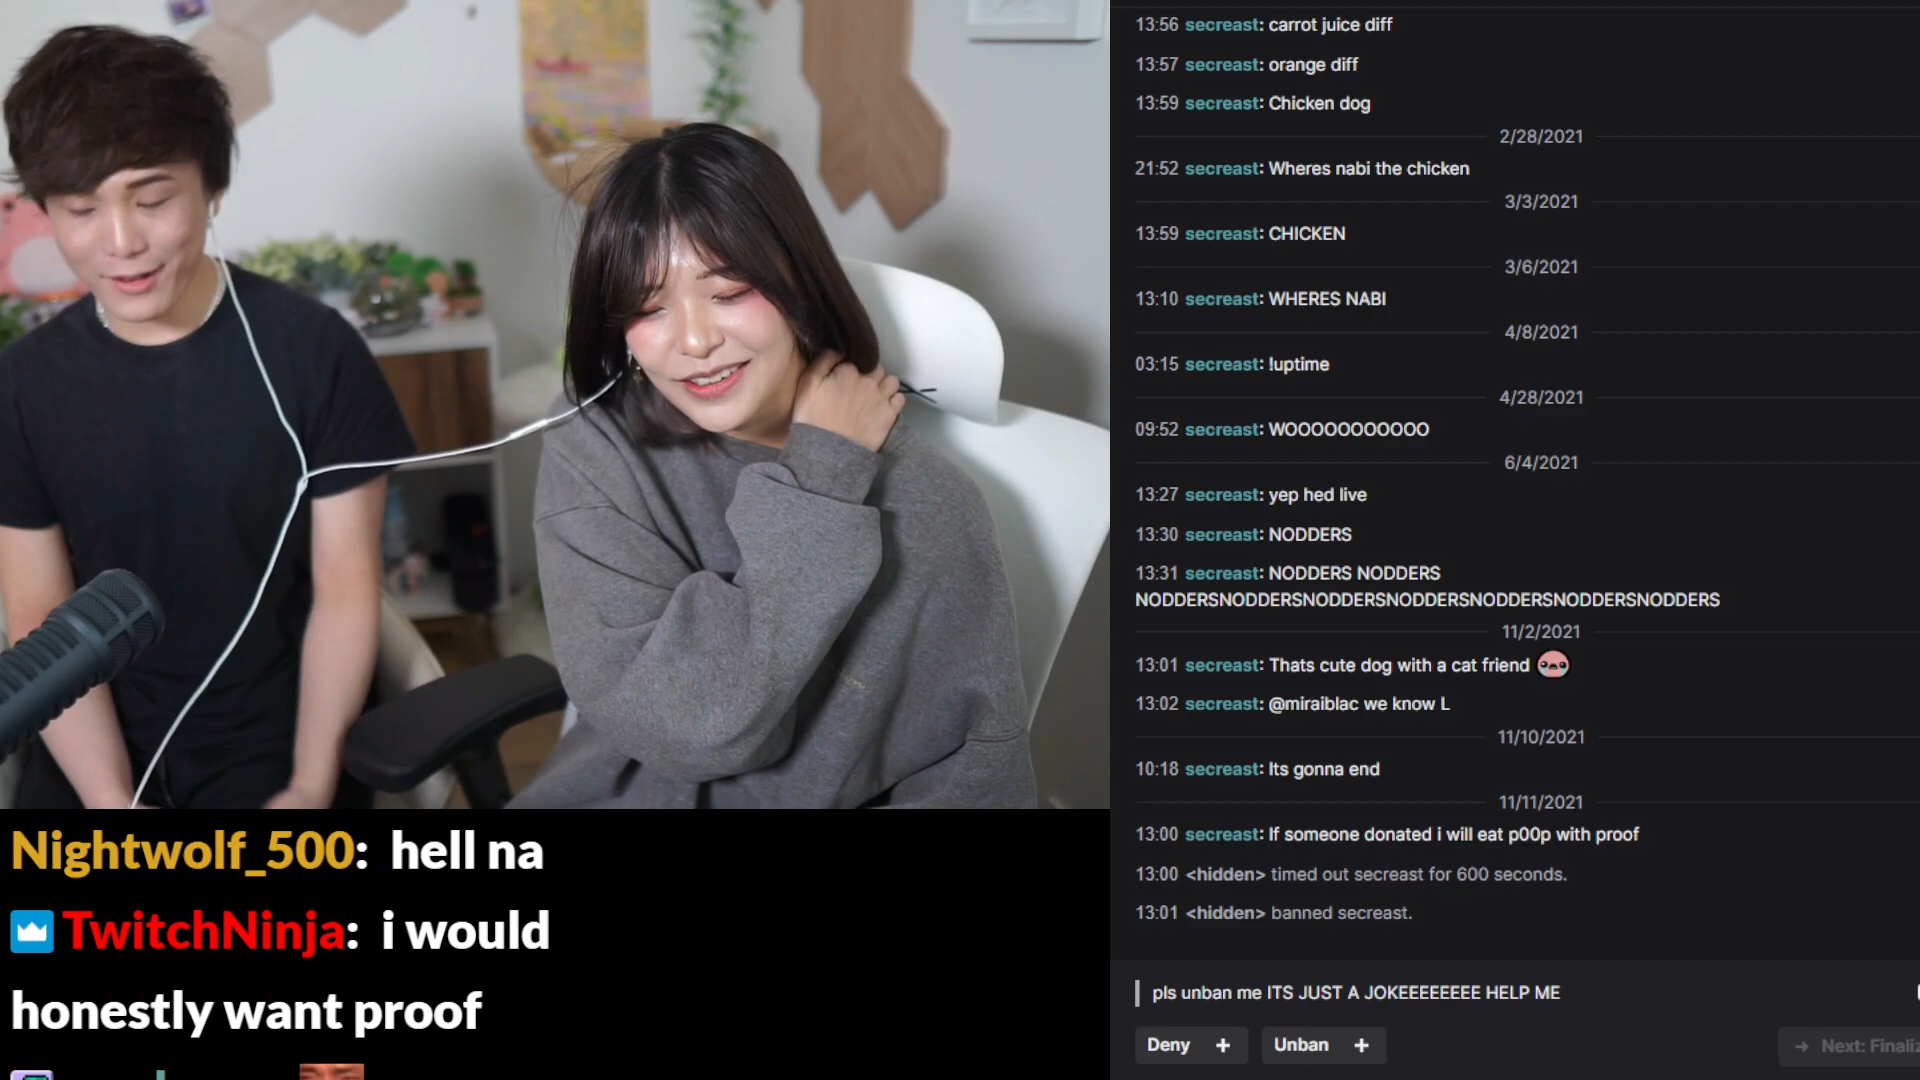 13:56 secreast: carrot juice diff
13:57 secreast: orange diff
13:59 secreast: Chicken dog
2/28/2021
21:52 secreast: Wheres nabi the chicken
3/3/2021
13:59 secreast: CHICKEN
3/6/2021
13:10 secreast: WHERES NABI
4/8/2021
03:15 secreast: !uptime
4/28/2021
09:52 secreast: WOOOOOOOOOOO
6/4/2021
13:27 secreast: yep hed live
13:30 secreast: NODDERS
13:31 secreast: NODDERS NODDERS
NODDERSNODDERSNODDERSNODDERSNODDERSNODDERSNODDERS
11/2/2021
13:01 secreast: Thats cute dog with a cat friend
13:02 secreast: @miraiblac we know L
11/10/2021
10:18 secreast: Its gonna end
11/11/2021
13:00 secreast: If someone donated i will eat p00p with proof
13:00 <hidden> timed out secreast for 600 seconds.
13:01 <hidden> banned secreast.
pls unban me ITS JUST A JOKEEEEEEEE HELP ME
Deny +
Unban +
→ Next:
Nightwolf_500: hell na
TwitchNinja: i would
honestly want proof